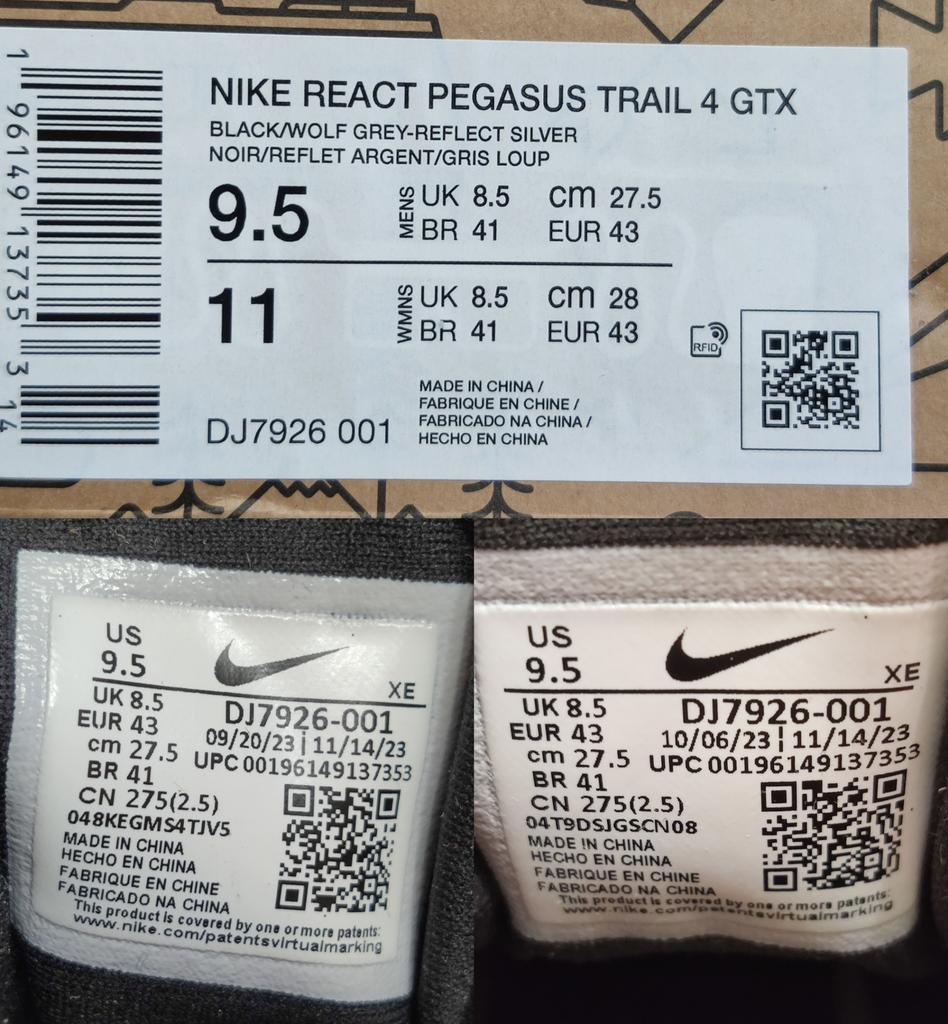 NIKE REACT PEGASUS TRAIL 4 GTX
BLACK/WOLF GREY-REFLECT SILVER
NOIR/REFLET ARGENT/GRIS LOUP
9.5 MENS UK 8.5 cm 27.5
BR 41 EUR 43
11 WMNS UK 8.5 cm 28
BR 41 EUR 43
RFID
DJ7926 001
MADE IN CHINA /
FABRIQUE EN CHINE /
FABRICADO NA CHINA /
HECHO EN CHINA
1 96149 13735 3 14
US
9.5
XE
UK 8.5
EUR 43
cm 27.5
BR 41
CN 275(2.5)
DJ7926-001
09/20/23 | 11/14/23
UPC 00196149137353
048KEGMS4TJV5
MADE IN CHINA
HECHO EN CHINA
FABRIQUE EN CHINE
FABRICADO NA CHINA
This product is covered by one or more patents:
www.nike.com/patentsvirtualmarking
US
9.5
XE
UK 8.5
EUR 43
cm 27.5
BR 41
CN 275(2.5)
DJ7926-001
10/06/23 | 11/14/23
UPC 00196149137353
04T9DSJGSCN08
MADE IN CHINA
HECHO EN CHINA
FABRIQUE EN CHINE
FABRICADO NA CHINA
This product is covered by one or more patents:
www.nike.com/patentsvirtualmarking